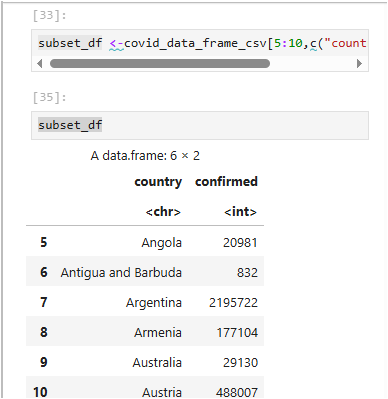 [33]:
subset_df <-covid_data_frame_csv[5:10,c("count
[35]:
subset_df
A data.frame: 6 × 2
country confirmed
<chr> <int>
5 Angola 20981
6 Antigua and Barbuda 832
7 Argentina 2195722
8 Armenia 177104
9 Australia 29130
10 Austria 488007